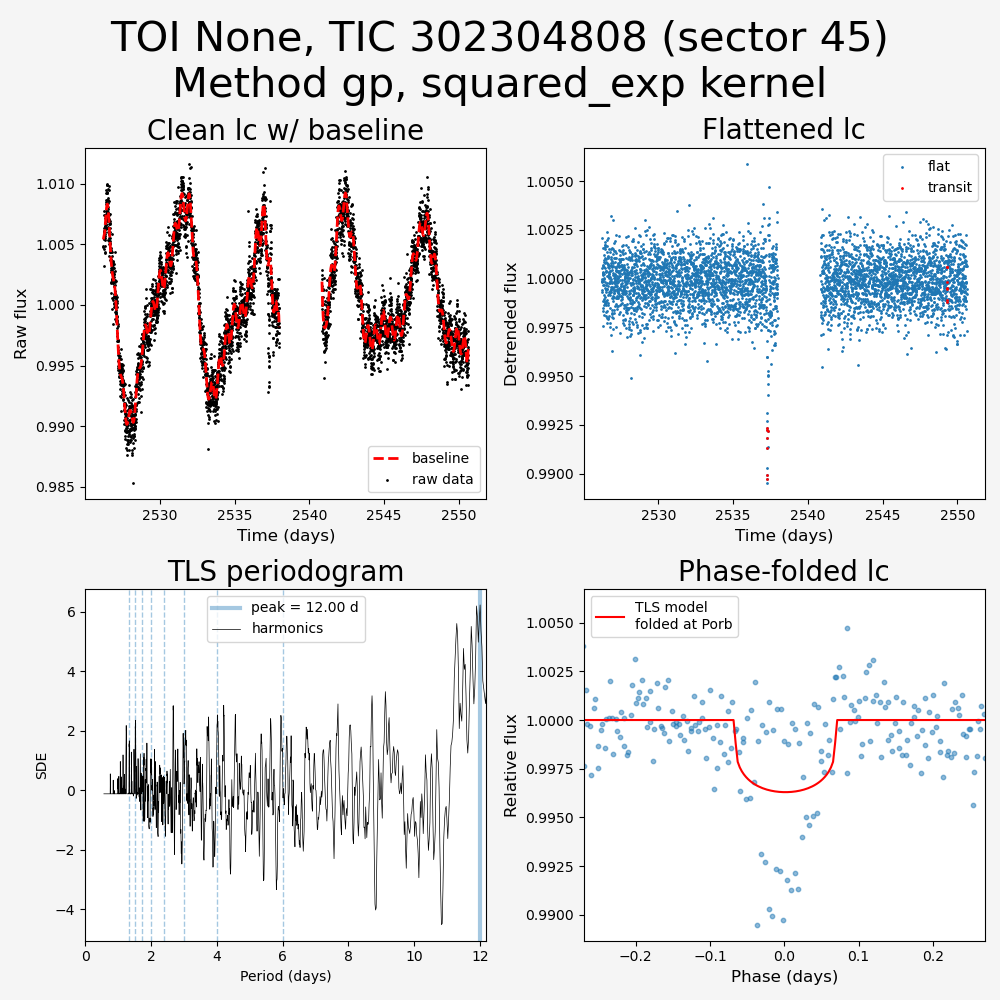 TOI None, TIC 302304808 (sector 45)
Method gp, squared_exp kernel
Clean lc w/ baseline
1.010
1.005
1.000
0.995
0.990
0.985
Raw flux
baseline
raw data
2530
2535
2540
2545
2550
Time (days)
Flattened lc
flat
transit
1.0050
1.0025
1.0000
0.9975
0.9950
0.9925
0.9900
Detrended flux
2530
2535
2540
2545
2550
Time (days)
TLS periodogram
peak = 12.00 d
harmonics
6
4
2
0
−2
−4
SDE
0
2
4
6
8
10
12
Period (days)
Phase-folded lc
TLS model
folded at Porb
1.0050
1.0025
1.0000
0.9975
0.9950
0.9925
0.9900
Relative flux
−0.2
−0.1
0.0
0.1
0.2
Phase (days)